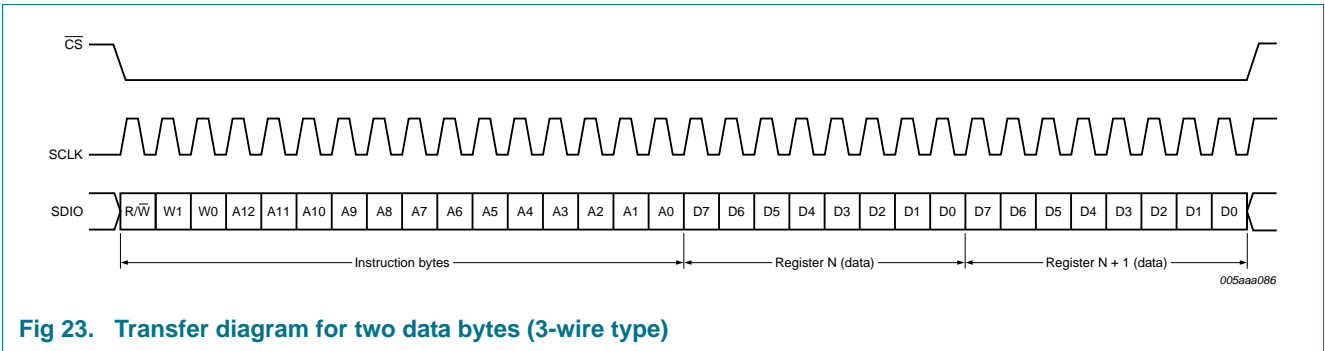 CS
SCLK
SDIO R/W W1 W0 A12 A11 A10 A9 A8 A7 A6 A5 A4 A3 A2 A1 A0 D7 D6 D5 D4 D3 D2 D1 D0 D7 D6 D5 D4 D3 D2 D1 D0
Instruction bytes Register N (data) Register N + 1 (data)
005aaa086
Fig 23. Transfer diagram for two data bytes (3-wire type)